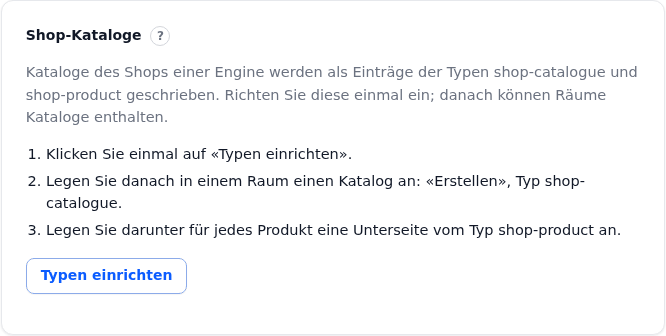 Shop-Kataloge ?
Kataloge des Shops einer Engine werden als Einträge der Typen shop-catalogue und
shop-product geschrieben. Richten Sie diese einmal ein; danach können Räume
Kataloge enthalten.
1. Klicken Sie einmal auf «Typen einrichten».
2. Legen Sie danach in einem Raum einen Katalog an: «Erstellen», Typ shop-
catalogue.
3. Legen Sie darunter für jedes Produkt eine Unterseite vom Typ shop-product an.
Typen einrichten